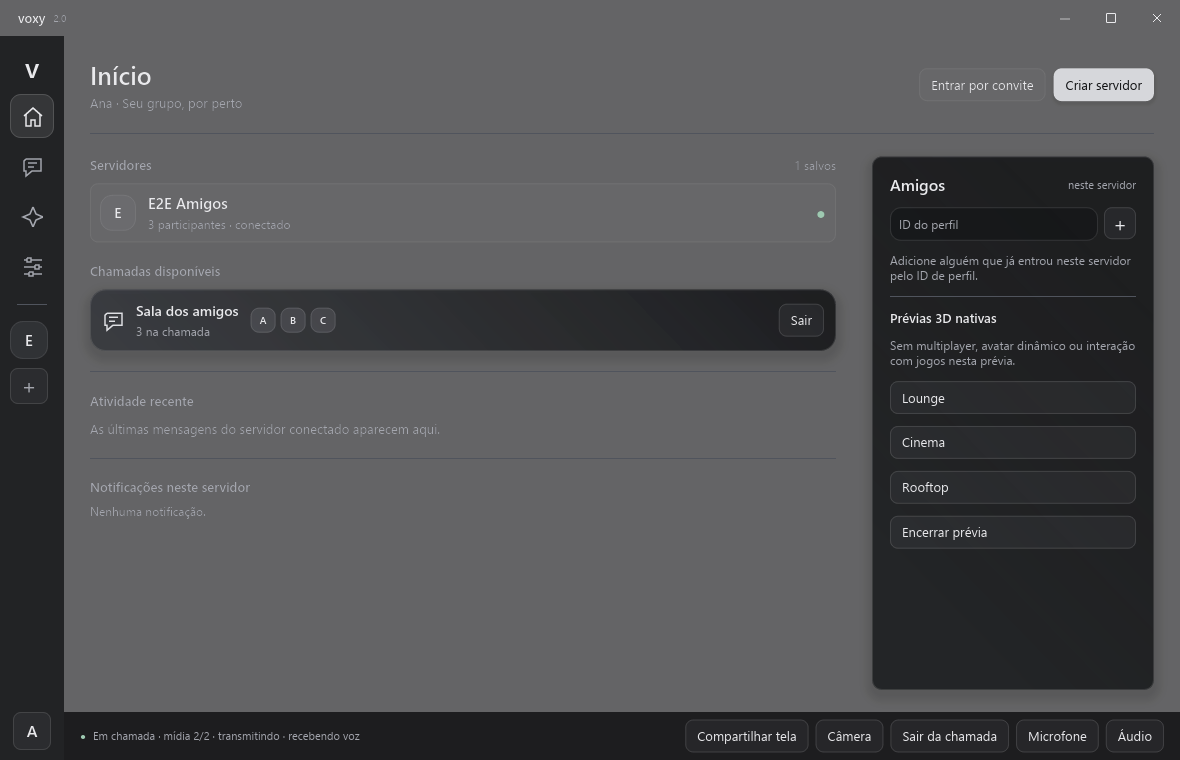 voxy 2.0
V
Início
Ana · Seu grupo, por perto
Entrar por convite
Criar servidor
Servidores
1 salvos
E
E2E Amigos
3 participantes · conectado
Chamadas disponíveis
Sala dos amigos
3 na chamada
A
B
C
Sair
Atividade recente
As últimas mensagens do servidor conectado aparecem aqui.
Notificações neste servidor
Nenhuma notificação.
Amigos
neste servidor
ID do perfil
+
Adicione alguém que já entrou neste servidor
pelo ID de perfil.
Prévias 3D nativas
Sem multiplayer, avatar dinâmico ou interação
com jogos nesta prévia.
Lounge
Cinema
Rooftop
Encerrar prévia
E
+
A
Em chamada · mídia 2/2 · transmitindo · recebendo voz
Compartilhar tela
Câmera
Sair da chamada
Microfone
Áudio